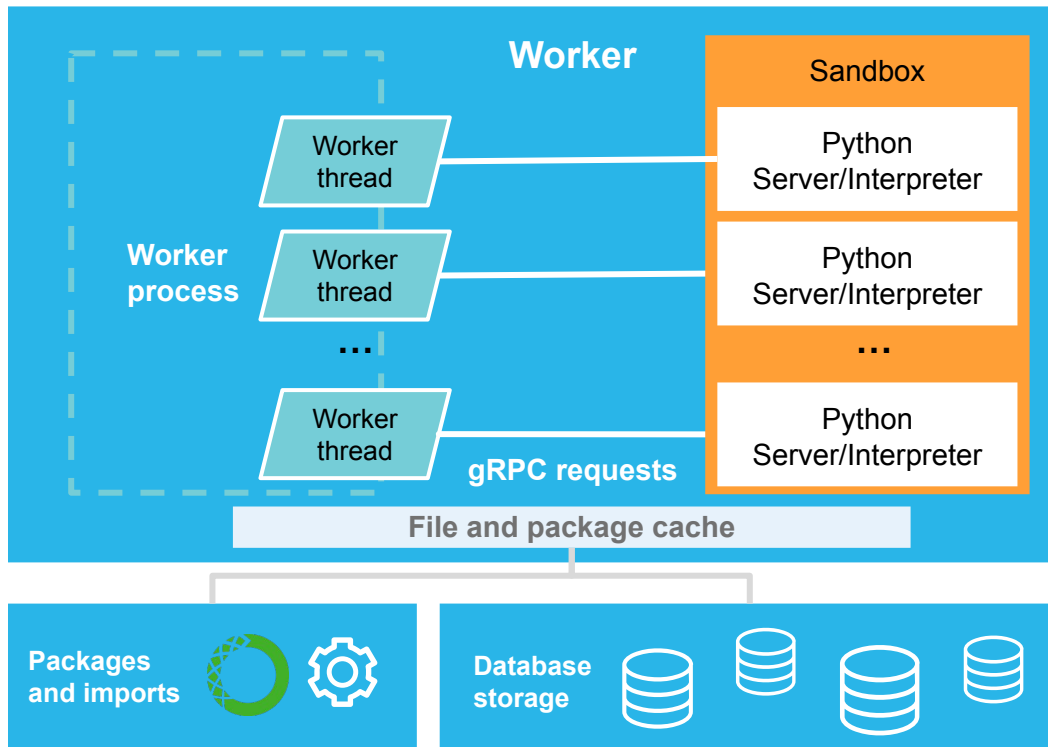 Worker
Sandbox
Worker
thread
Python
Server/Interpreter
Worker
process
Worker
thread
Python
Server/Interpreter
...
...
Worker
thread
Python
Server/Interpreter
gRPC requests
File and package cache
Packages
and imports
Database
storage